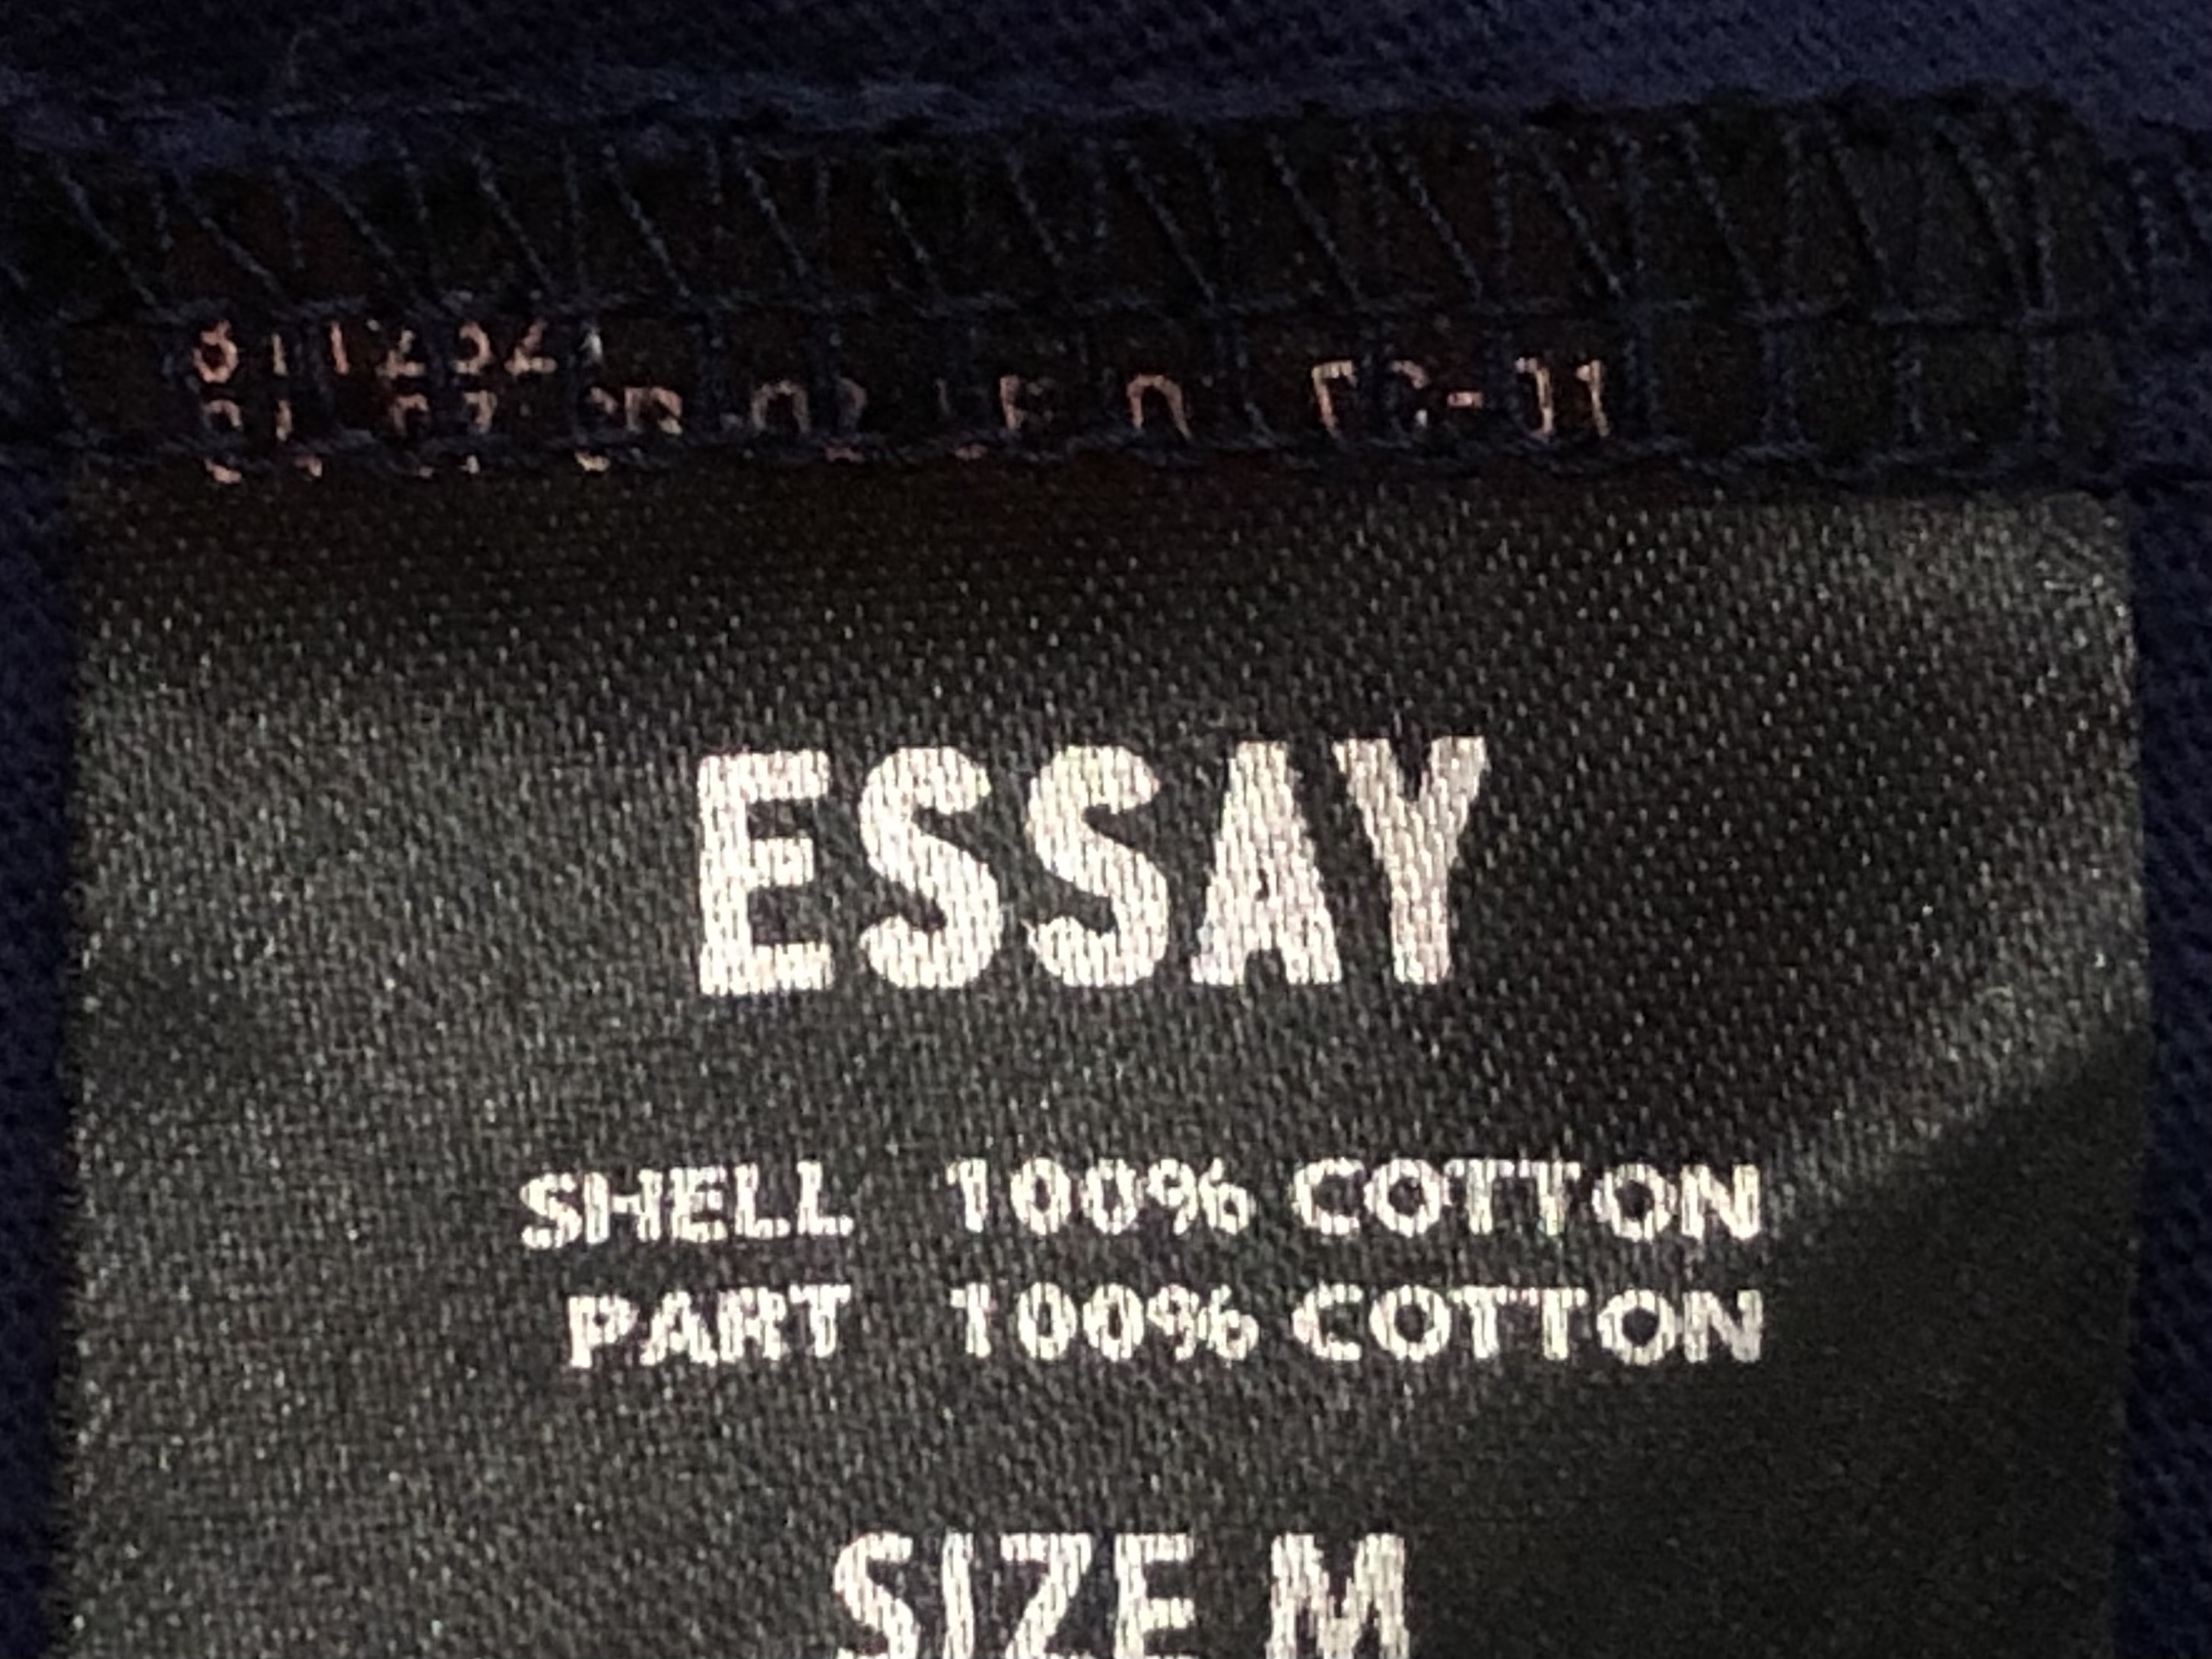 ESSAY
SHELL 100% COTTON
PART 100% COTTON
SIZE M